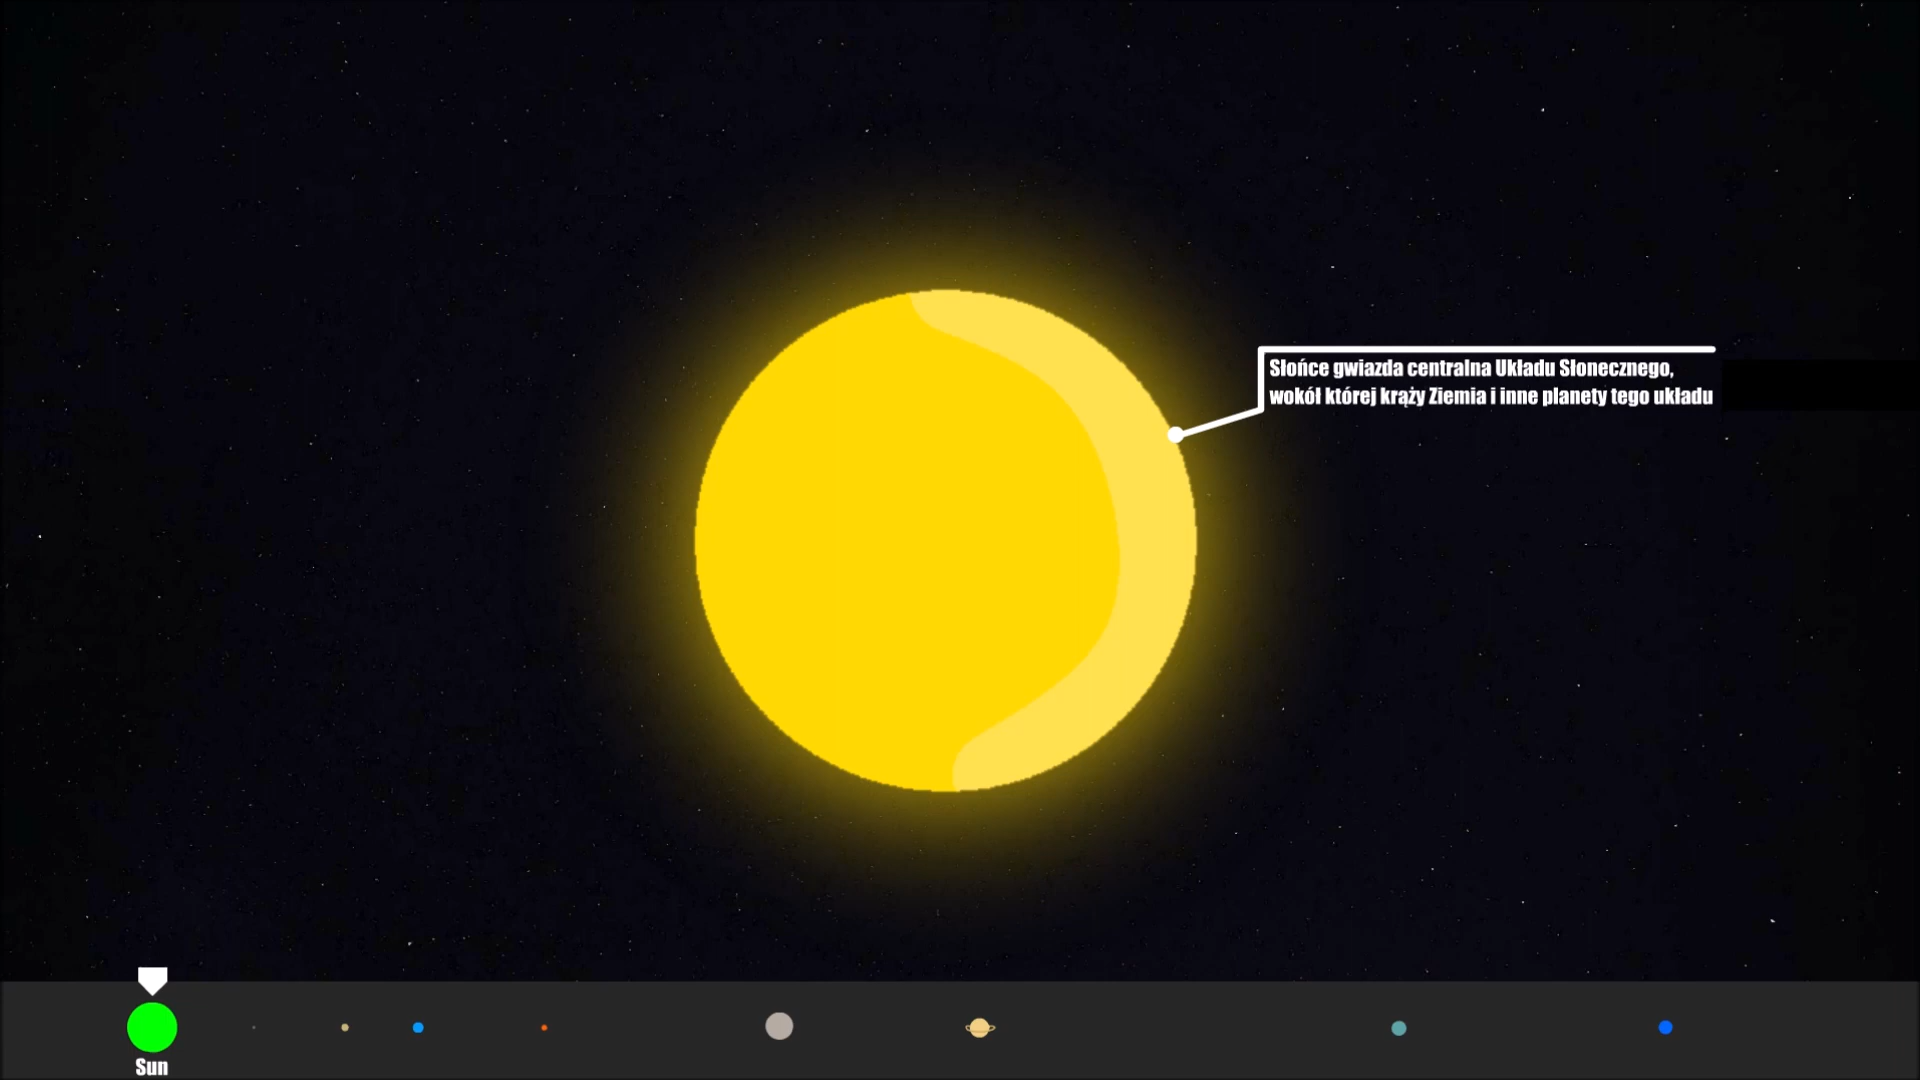 Słońce gwiazda centralna Układu Słonecznego,
wokół której krąży Ziemia i inne planety tego układu
Sun